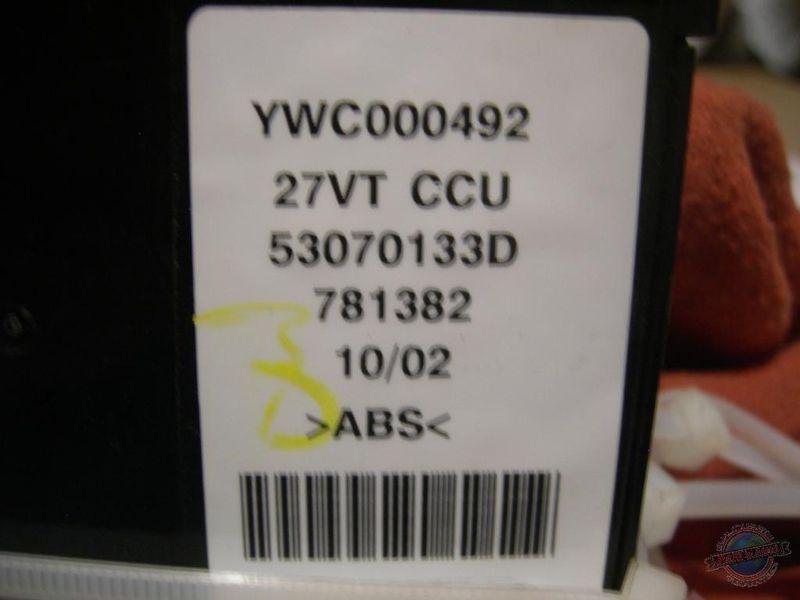 YWC000492
27VT CCU
53070133D
781382
10/02
>ABS<